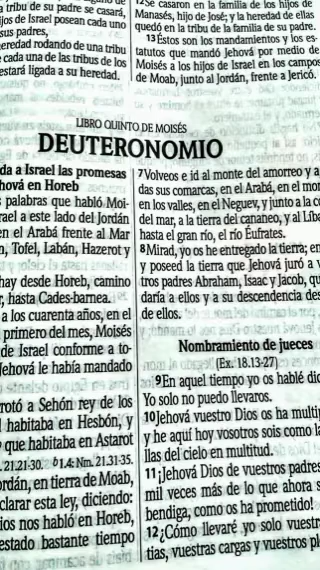 a tribu de su padre se casará,
hijos de Israel posean cada uno
sus padres,
heredad rodando de una tribu
cada una de las tribus de los
estará ligada a su heredad.
12 Se casaron en la familia de los hijos de
Manasés, hijo de José; y la heredad de ellas
quedó en la tribu de la familia de su padre.
13 Éstos son los mandamientos y los es-
tatutos que mandó Jehová por medio de
Moisés a los hijos de Israel en los campos
de Moab, junto al Jordán, frente a Jericó.
LIBRO QUINTO DE MOISÉS
DEUTERONOMIO
da a Israel las promesas
hová en Horeb
palabras que habló Moi-
rael a este lado del Jordán
en el Arabá frente al Mar
n, Tofel, Labán, Hazerot y
hay desde Horeb, camino
r, hasta Cades-barnea.
a los cuarenta años, en el
primero del mes, Moisés
de Israel conforme a to-
Jehová le había mandado
rotó a Sehón rey de los
habitaba en Hesbón, y
que habitaba en Astarot
21.21-30. b 1.4: Nm. 21.31-35.
ordán, en tierra de Moab,
clarar esta ley, diciendo:
ios nos habló en Horeb,
estado bastante tiempo
7 Volveos e id al monte del amorreo y a
das sus comarcas, en el Arabá, en el mon
en los valles, en el Neguev, y junto a la co
del mar, a la tierra del cananeo, y al Líba
hasta el gran río, el río Éufrates.
8 Mirad, yo os he entregado la tierra; en
y poseed la tierra que Jehová juró a v
tros padres Abraham, Isaac y Jacob, qu
daría a ellos y a su descendencia des
de ellos.
Nombramiento de jueces
(Ex. 18.13-27)
9 En aquel tiempo yo os hablé dic
Yo solo no puedo llevaros.
10 Jehová vuestro Dios os ha multip
y he aquí hoy vosotros sois como la
llas del cielo en multitud.
11 ¡Jehová Dios de vuestros padres
mil veces más de lo que ahora s
bendiga, como os ha prometido!
12 ¿Cómo llevaré yo solo vuestra
tias, vuestras cargas y vuestros pl